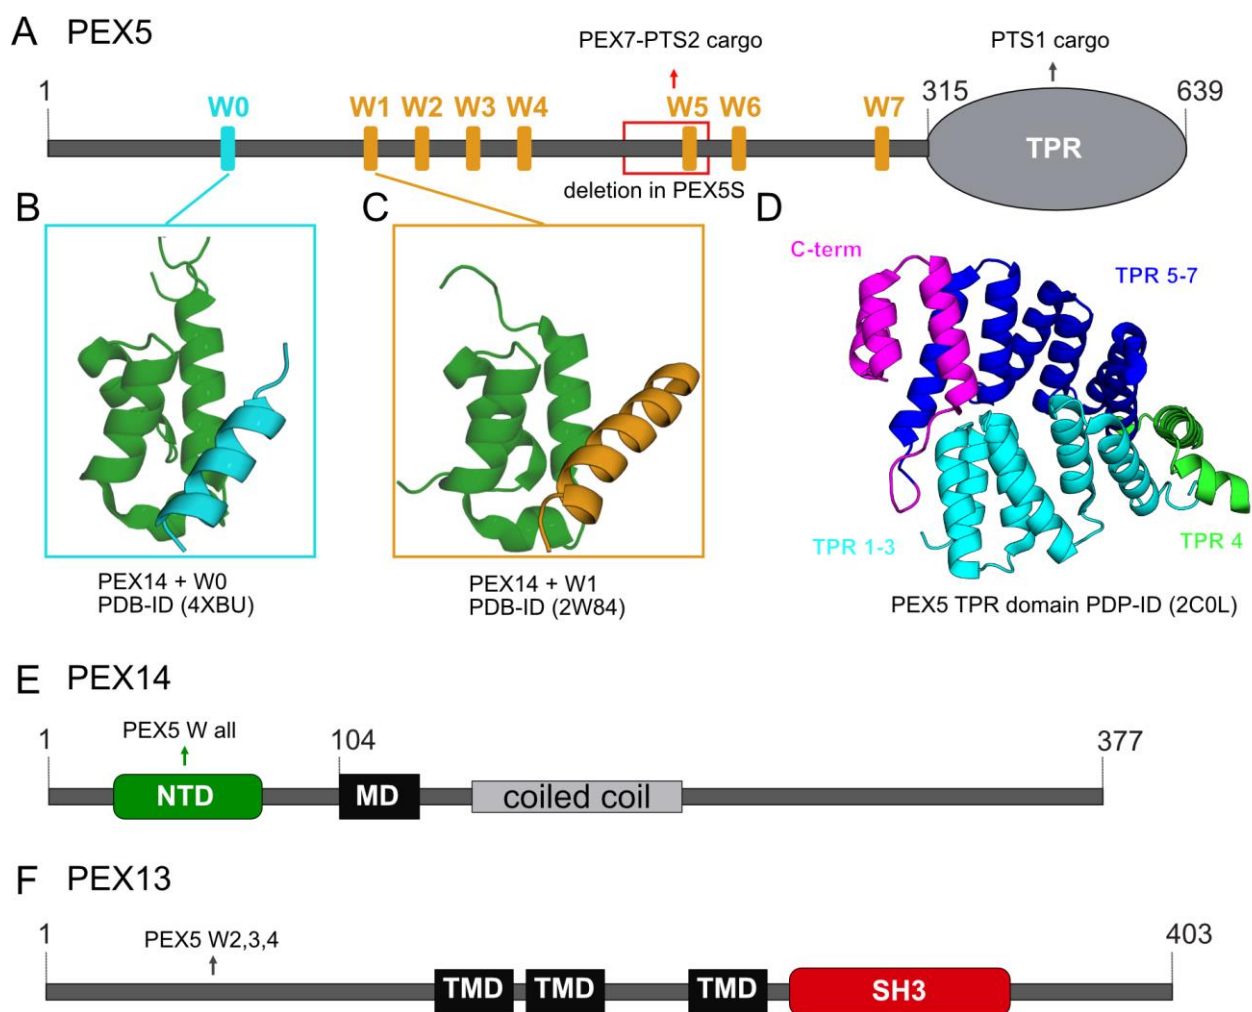 A PEX5
PEX7-PTS2 cargo
PTS1 cargo
1
315
639
W0
W1
W2
W3
W4
W5
W6
W7
TPR
deletion in PEX5S
B
C
D
C-term
TPR 5-7
TPR 1-3
TPR 4
PEX14 + W0
PDB-ID (4XBU)
PEX14 + W1
PDB-ID (2W84)
PEX5 TPR domain PDP-ID (2C0L)
E PEX14
1
PEX5 W all
104
377
NTD
MD
coiled coil
F PEX13
1
PEX5 W2,3,4
403
TMD
TMD
TMD
SH3